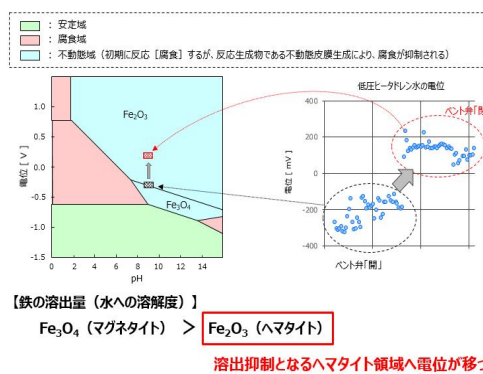 ：安定域
：腐食域
：不動態域（初期に反応［腐食］するが、反応生成物である不動態皮膜生成により、腐食が抑制される）
低圧ヒータドレン水の電位
電位 [ V ]
1.0
0.5
0.0
-0.5
-1.0
-1.5
0 2 4 6 8 10 12 14
pH
Fe2O3
Fe3O4
電位 [ mV ]
400
200
0
-200
-400
ベント弁「閉
ベント弁「開」
【鉄の溶出量（水への溶解度）】
Fe3O4（マグネタイト） ＞ Fe2O3（ヘマタイト）
溶出抑制となるヘマタイト領域へ電位が移っ